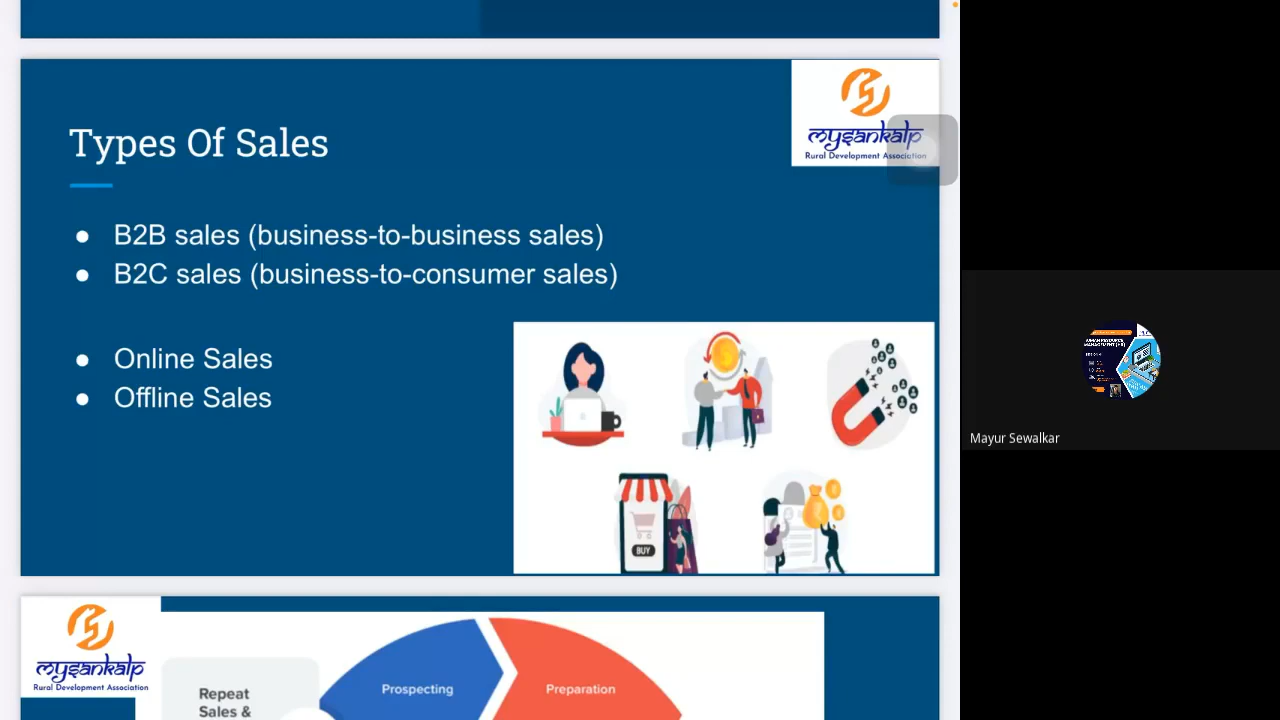 mysankalp
Rural Development Association
Types Of Sales
● B2B sales (business-to-business sales)
● B2C sales (business-to-consumer sales)
● Online Sales
● Offline Sales
BUY
Mayur Sewalkar
mysankalp
Rural Development Association
Repeat
Sales &
Prospecting
Preparation